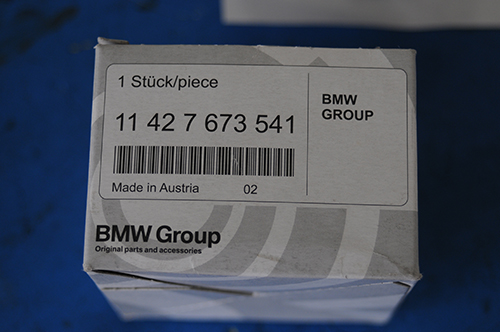 1 Stück/piece
11 42 7 673 541
Made in Austria 02
BMW
GROUP
BMW Group
Original parts and accessories